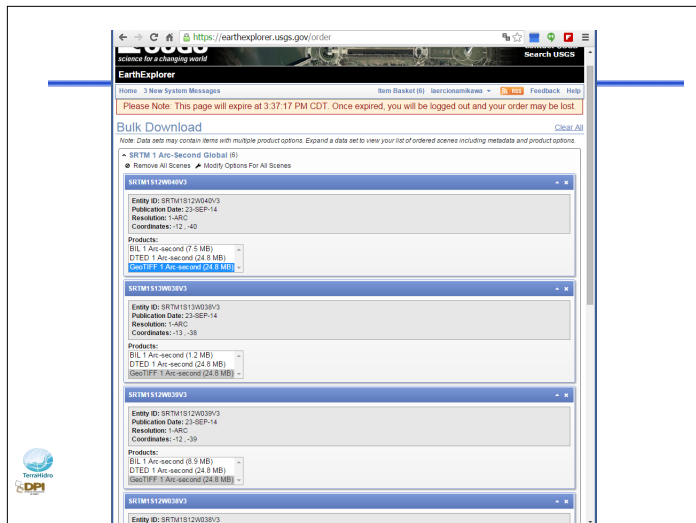 https://earthexplorer.usgs.gov/order
science for a changing world
Search USGS
EarthExplorer
Home 3 New System Messages Item Basket (6) laercionamikawa RSS Feedback Help
Please Note: This page will expire at 3:37:17 PM CDT. Once expired, you will be logged out and your order may be lost.
Bulk Download Clear All
Note: Data sets may contain items with multiple product options. Expand a data set to view your list of ordered scenes including metadata and product options.
SRTM 1 Arc-Second Global (6)
Remove All Scenes Modify Options For All Scenes
SRTM1S12W040V3
Entity ID: SRTM1S12W040V3
Publication Date: 23-SEP-14
Resolution: 1-ARC
Coordinates: -12 , -40
Products:
BIL 1 Arc-second (7.5 MB)
DTED 1 Arc-second (24.8 MB)
GeoTIFF 1 Arc-second (24.8 MB)
SRTM1S13W038V3
Entity ID: SRTM1S13W038V3
Publication Date: 23-SEP-14
Resolution: 1-ARC
Coordinates: -13 , -38
Products:
BIL 1 Arc-second (1.2 MB)
DTED 1 Arc-second (24.8 MB)
GeoTIFF 1 Arc-second (24.8 MB)
SRTM1S12W039V3
Entity ID: SRTM1S12W039V3
Publication Date: 23-SEP-14
Resolution: 1-ARC
Coordinates: -12 , -39
Products:
BIL 1 Arc-second (8.9 MB)
DTED 1 Arc-second (24.8 MB)
GeoTIFF 1 Arc-second (24.8 MB)
SRTM1S12W038V3
Entity ID: SRTM1S12W038V3
TerraHidro
DPI